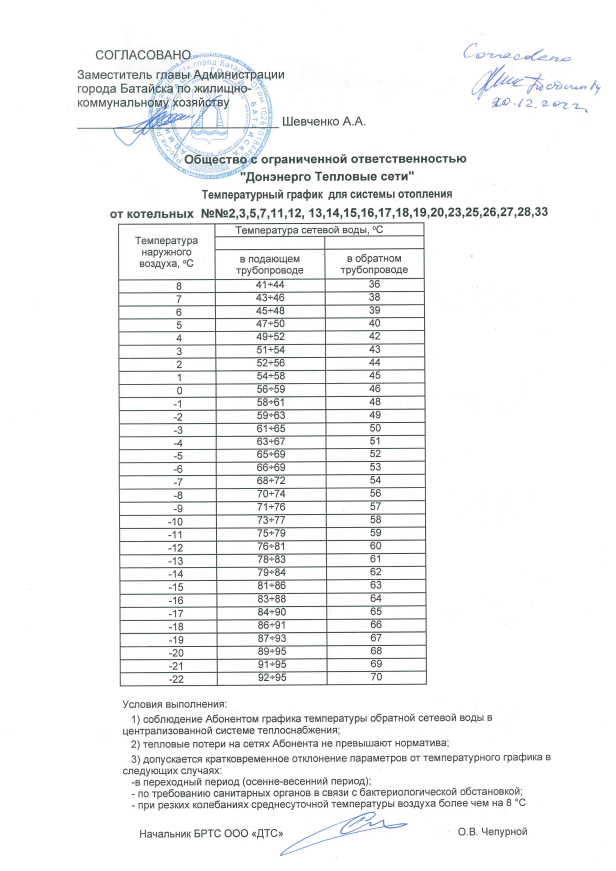 СОГЛАСОВАНО
Заместитель главы Администрации
города Батайска по жилищно-
коммунальному хозяйству
Шевченко А.А.
Согласовано
20.12.2022
Общество с ограниченной ответственностью
"Донэнерго Тепловые сети"
Температурный график для системы отопления
от котельных №№2,3,5,7,11,12, 13,14,15,16,17,18,19,20,23,25,26,27,28,33
Температура наружного воздуха, ºС
Температура сетевой воды, ºС
в подающем трубопроводе
в обратном трубопроводе
8 41÷44 36
7 43÷46 38
6 45÷48 39
5 47÷50 40
4 49÷52 42
3 51÷54 43
2 52÷56 44
1 54÷58 45
0 56÷59 46
-1 58÷61 48
-2 59÷63 49
-3 61÷65 50
-4 63÷67 51
-5 65÷69 52
-6 66÷69 53
-7 68÷72 54
-8 70÷74 56
-9 71÷76 57
-10 73÷77 58
-11 75÷79 59
-12 76÷81 60
-13 78÷83 61
-14 79÷84 62
-15 81÷86 63
-16 83÷88 64
-17 84÷90 65
-18 86÷91 66
-19 87÷93 67
-20 89÷95 68
-21 91÷95 69
-22 92÷95 70
Условия выполнения:
1) соблюдение Абонентом графика температуры обратной сетевой воды в
централизованной системе теплоснабжения;
2) тепловые потери на сетях Абонента не превышают норматива;
3) допускается кратковременное отклонение параметров от температурного графика в
следующих случаях:
-в переходный период (осенне-весенний период);
- по требованию санитарных органов в связи с бактериологической обстановкой;
- при резких колебаниях среднесуточной температуры воздуха более чем на 8 °С
Начальник БРТС ООО «ДТС»
О.В. Чепурной